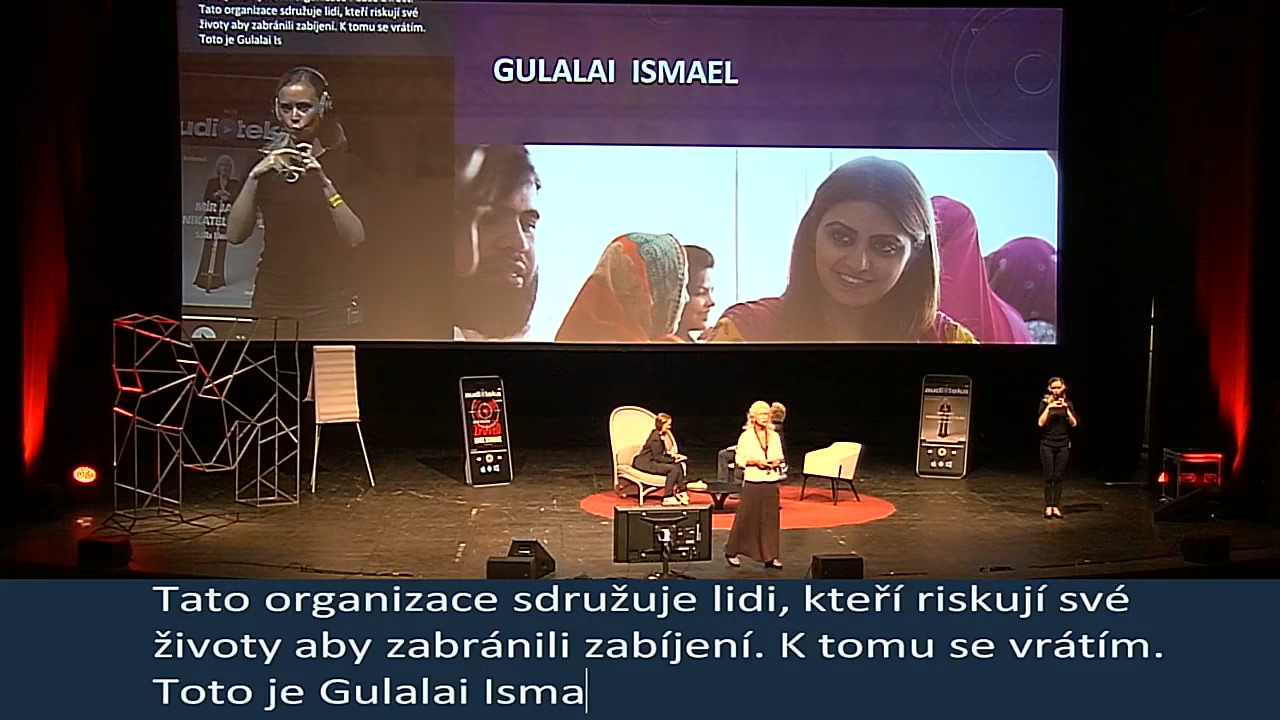 Tato organizace sdružuje lidi, kteří riskují své
životy aby zabránili zabíjení. K tomu se vrátím.
Toto je Gulalai Is
GULALAI ISMAEL
audioteka
audioteka
Tato organizace sdružuje lidi, kteří riskují své
životy aby zabránili zabíjení. K tomu se vrátím.
Toto je Gulalai Isma